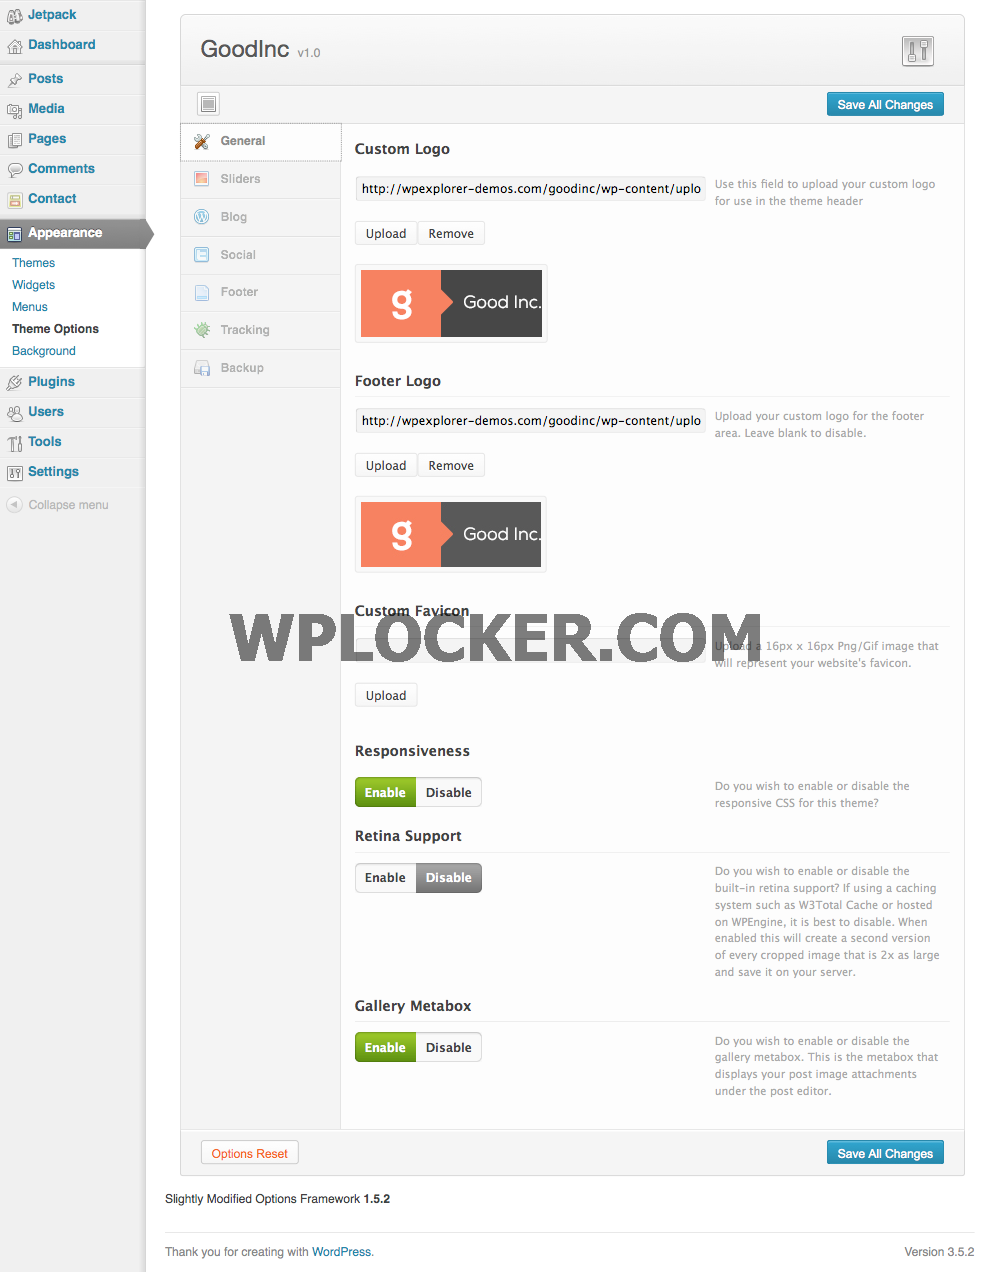 Jetpack
Dashboard
Posts
Media
Pages
Comments
Contact
Appearance
Themes
Widgets
Menus
Theme Options
Background
Plugins
Users
Tools
Settings
Collapse menu
GoodInc v1.0
Save All Changes
General
Sliders
Blog
Social
Footer
Tracking
Backup
Custom Logo
http://wpexplorer-demos.com/goodinc/wp-content/uplo
Use this field to upload your custom logo
for use in the theme header
Upload Remove
g Good Inc.
Footer Logo
http://wpexplorer-demos.com/goodinc/wp-content/uplo
Upload your custom logo for the footer
area. Leave blank to disable.
Upload Remove
g Good Inc.
Custom Favicon
WPLOCKER.COM
Upload a 16px x 16px Png/Gif image that
will represent your website's favicon.
Upload
Responsiveness
Enable Disable
Do you wish to enable or disable the
responsive CSS for this theme?
Retina Support
Enable Disable
Do you wish to enable or disable the
built-in retina support? If using a caching
system such as W3Total Cache or hosted
on WPEngine, it is best to disable. When
enabled this will create a second version
of every cropped image that is 2x as large
and save it on your server.
Gallery Metabox
Enable Disable
Do you wish to enable or disable the
gallery metabox. This is the metabox that
displays your post image attachments
under the post editor.
Options Reset
Save All Changes
Slightly Modified Options Framework 1.5.2
Thank you for creating with WordPress.
Version 3.5.2